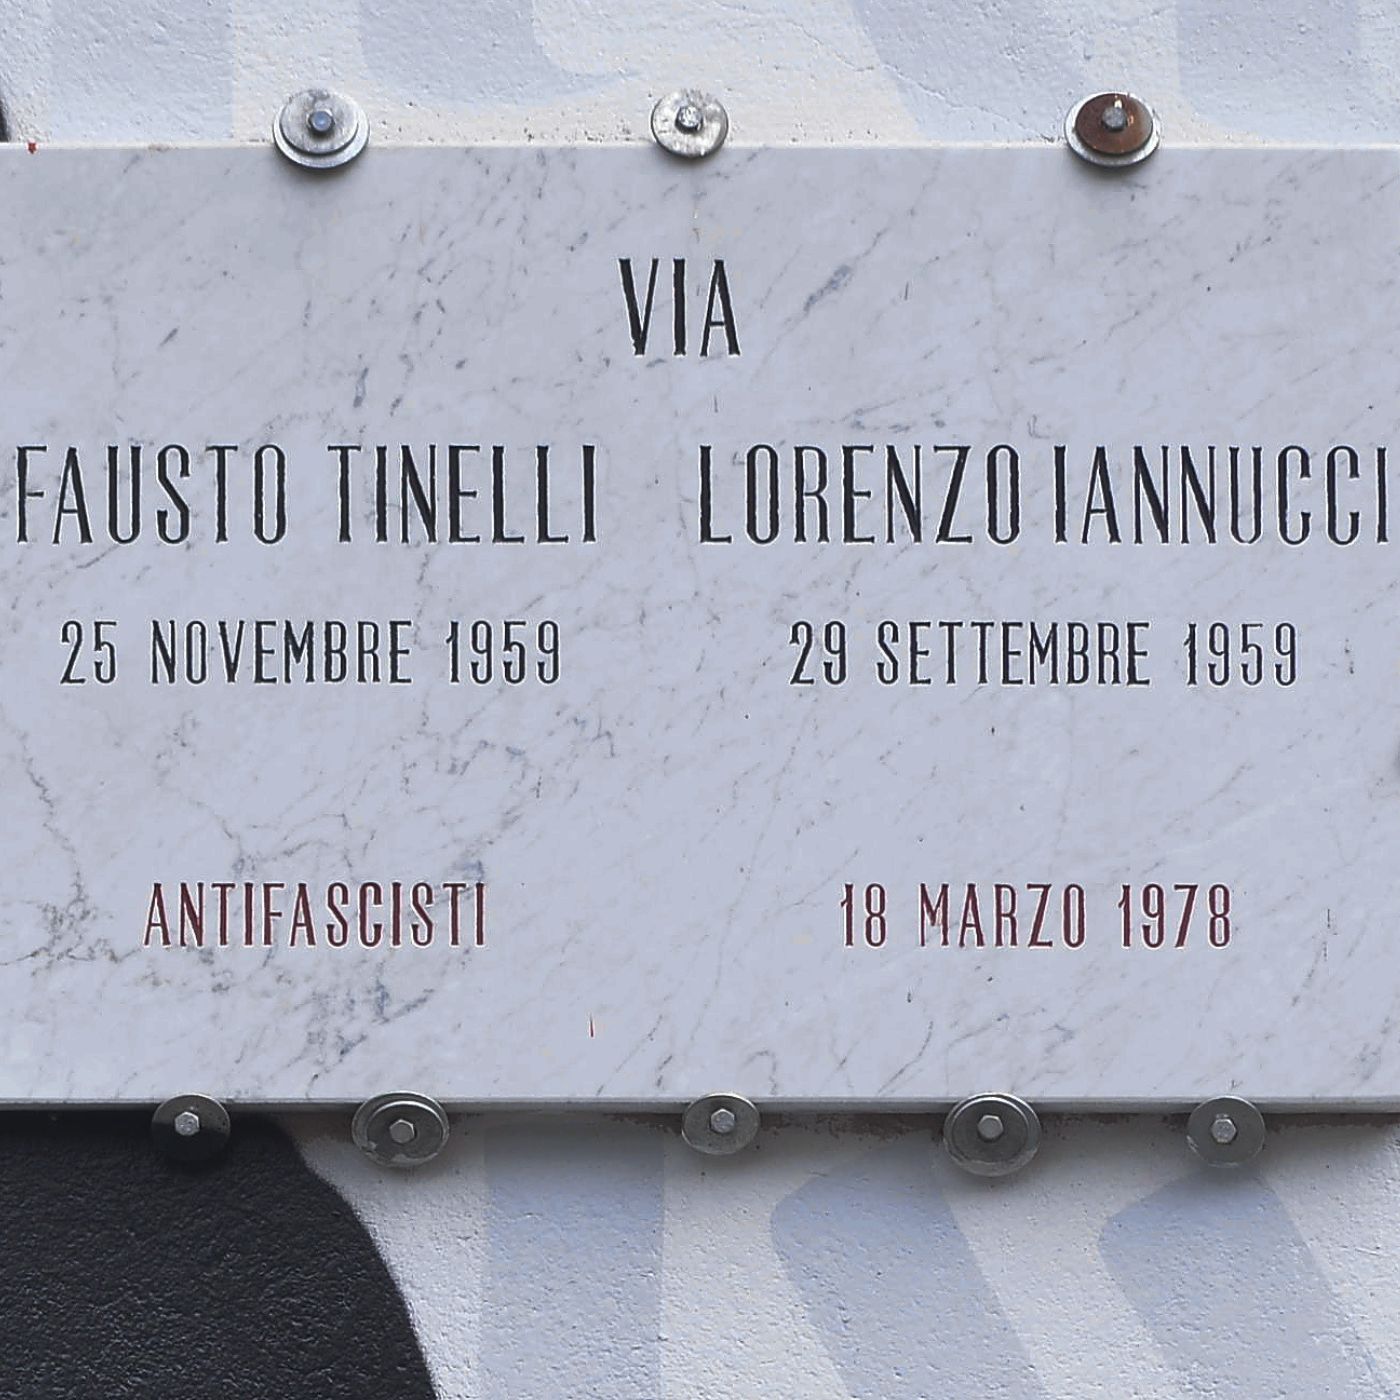 VIA
FAUSTO TINELLI LORENZO IANNUCCI
25 NOVEMBRE 1959 29 SETTEMBRE 1959
ANTIFASCISTI 18 MARZO 1978